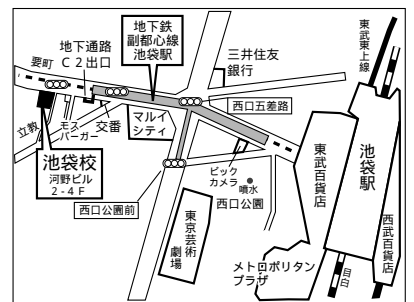 地下鉄
副都心線
池袋駅
地下通路
C2出口
要町
三井住友
銀行
東武東上線
西口五差路
立教
モス
バーガー
交番
マルイ
シティ
池袋校
河野ビル
2-4F
西口公園前
ビック
カメラ
噴水
西口公園
東京芸術
劇場
東武百貨店
池袋駅
西武百貨店
メトロポリタン
プラザ
目白